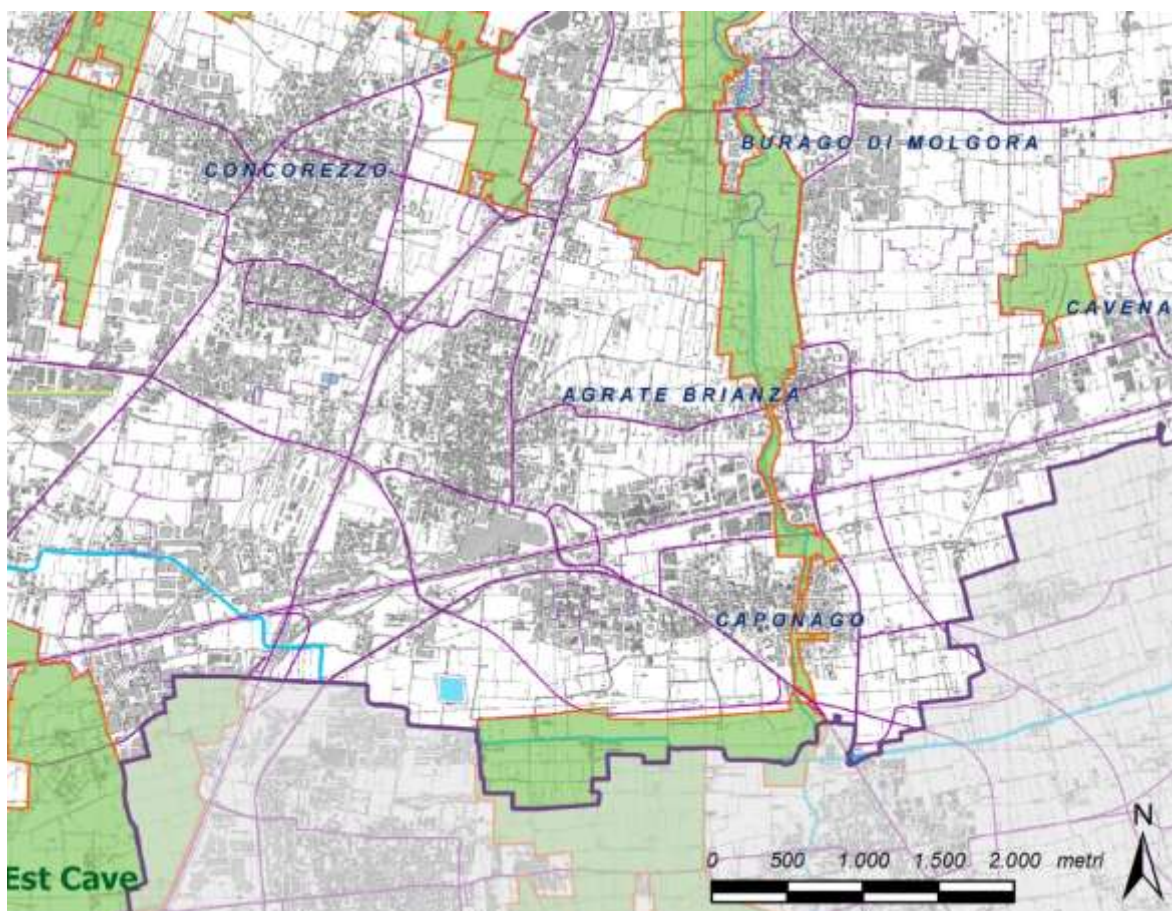 BURAGO DI MOLGORA
CONCOREZZO
CAVENA
AGRATE BRIANZA
CAPONAGO
Est Cave
N
0 500 1.000 1.500 2.000 metri